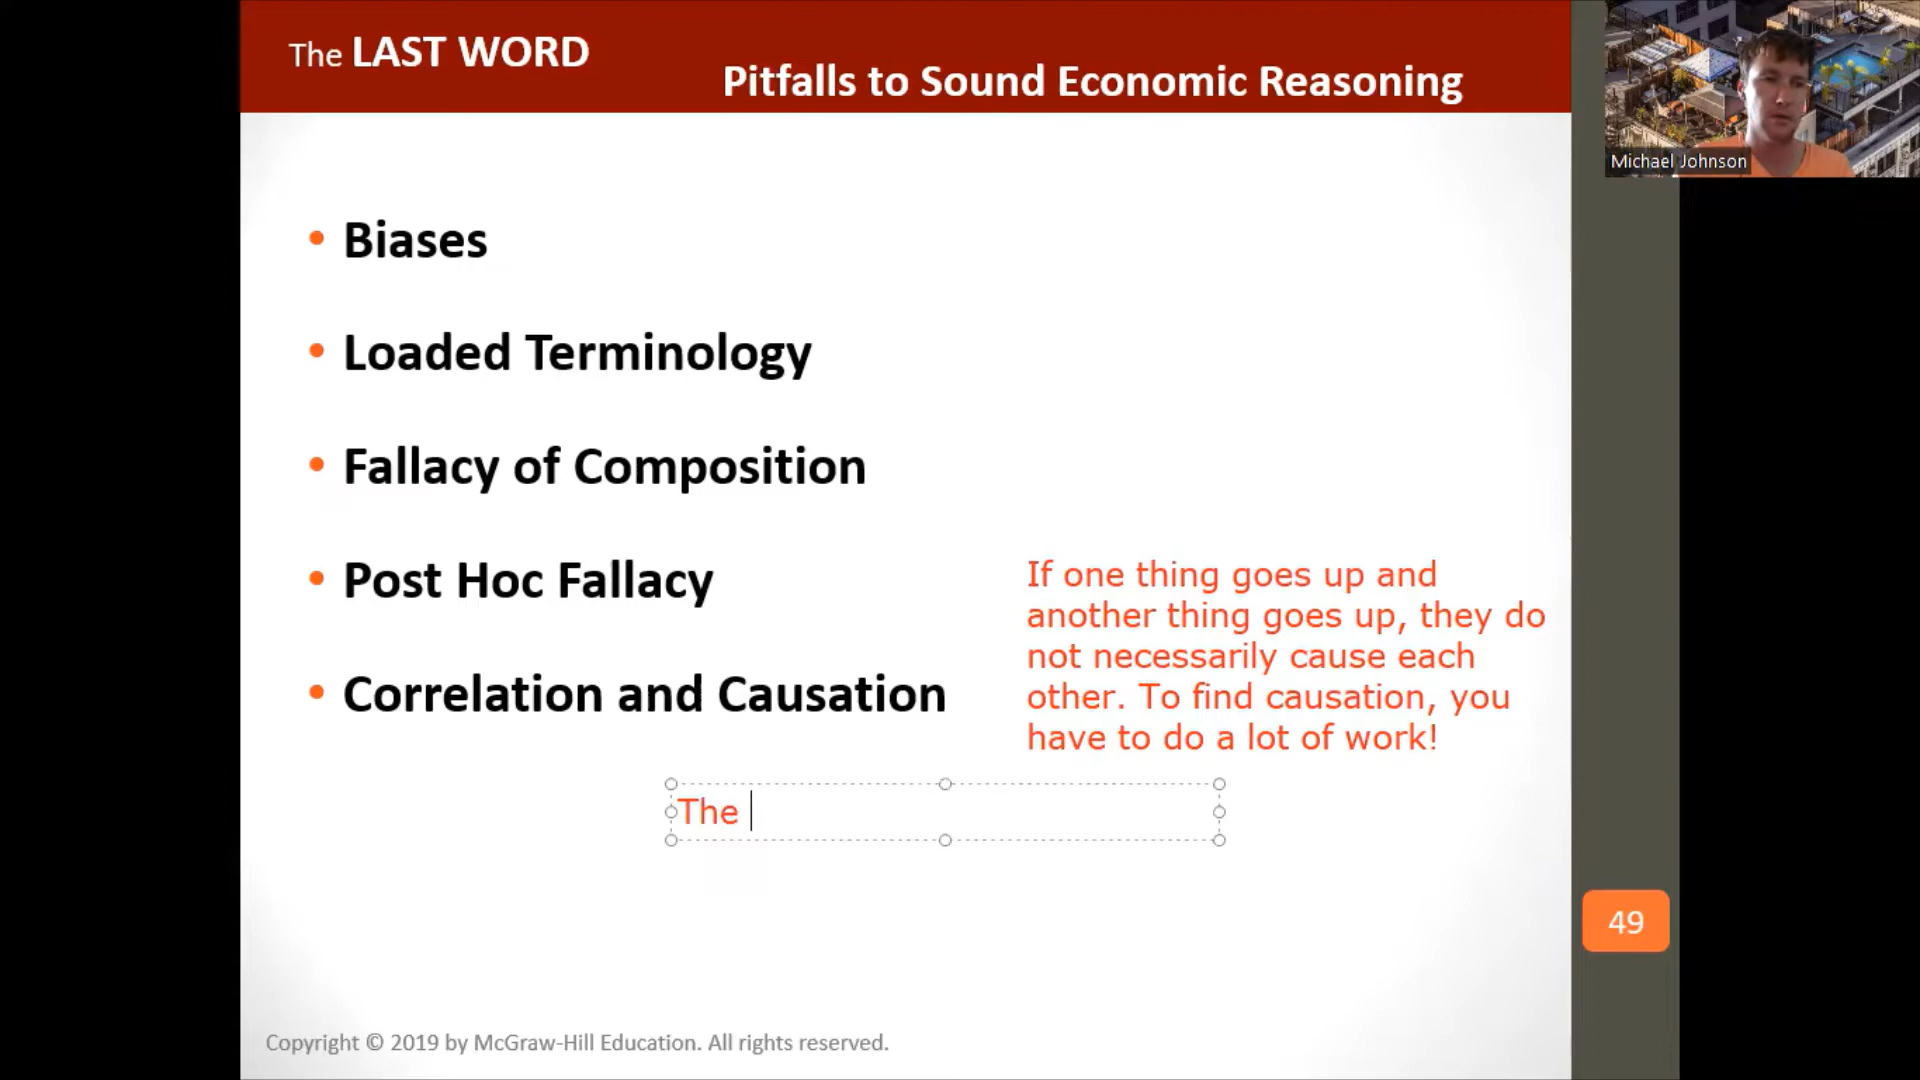 The LAST WORD
Pitfalls to Sound Economic Reasoning
Michael Johnson
• Biases
• Loaded Terminology
• Fallacy of Composition
• Post Hoc Fallacy
• Correlation and Causation
If one thing goes up and
another thing goes up, they do
not necessarily cause each
other. To find causation, you
have to do a lot of work!
The
49
Copyright © 2019 by McGraw-Hill Education. All rights reserved.